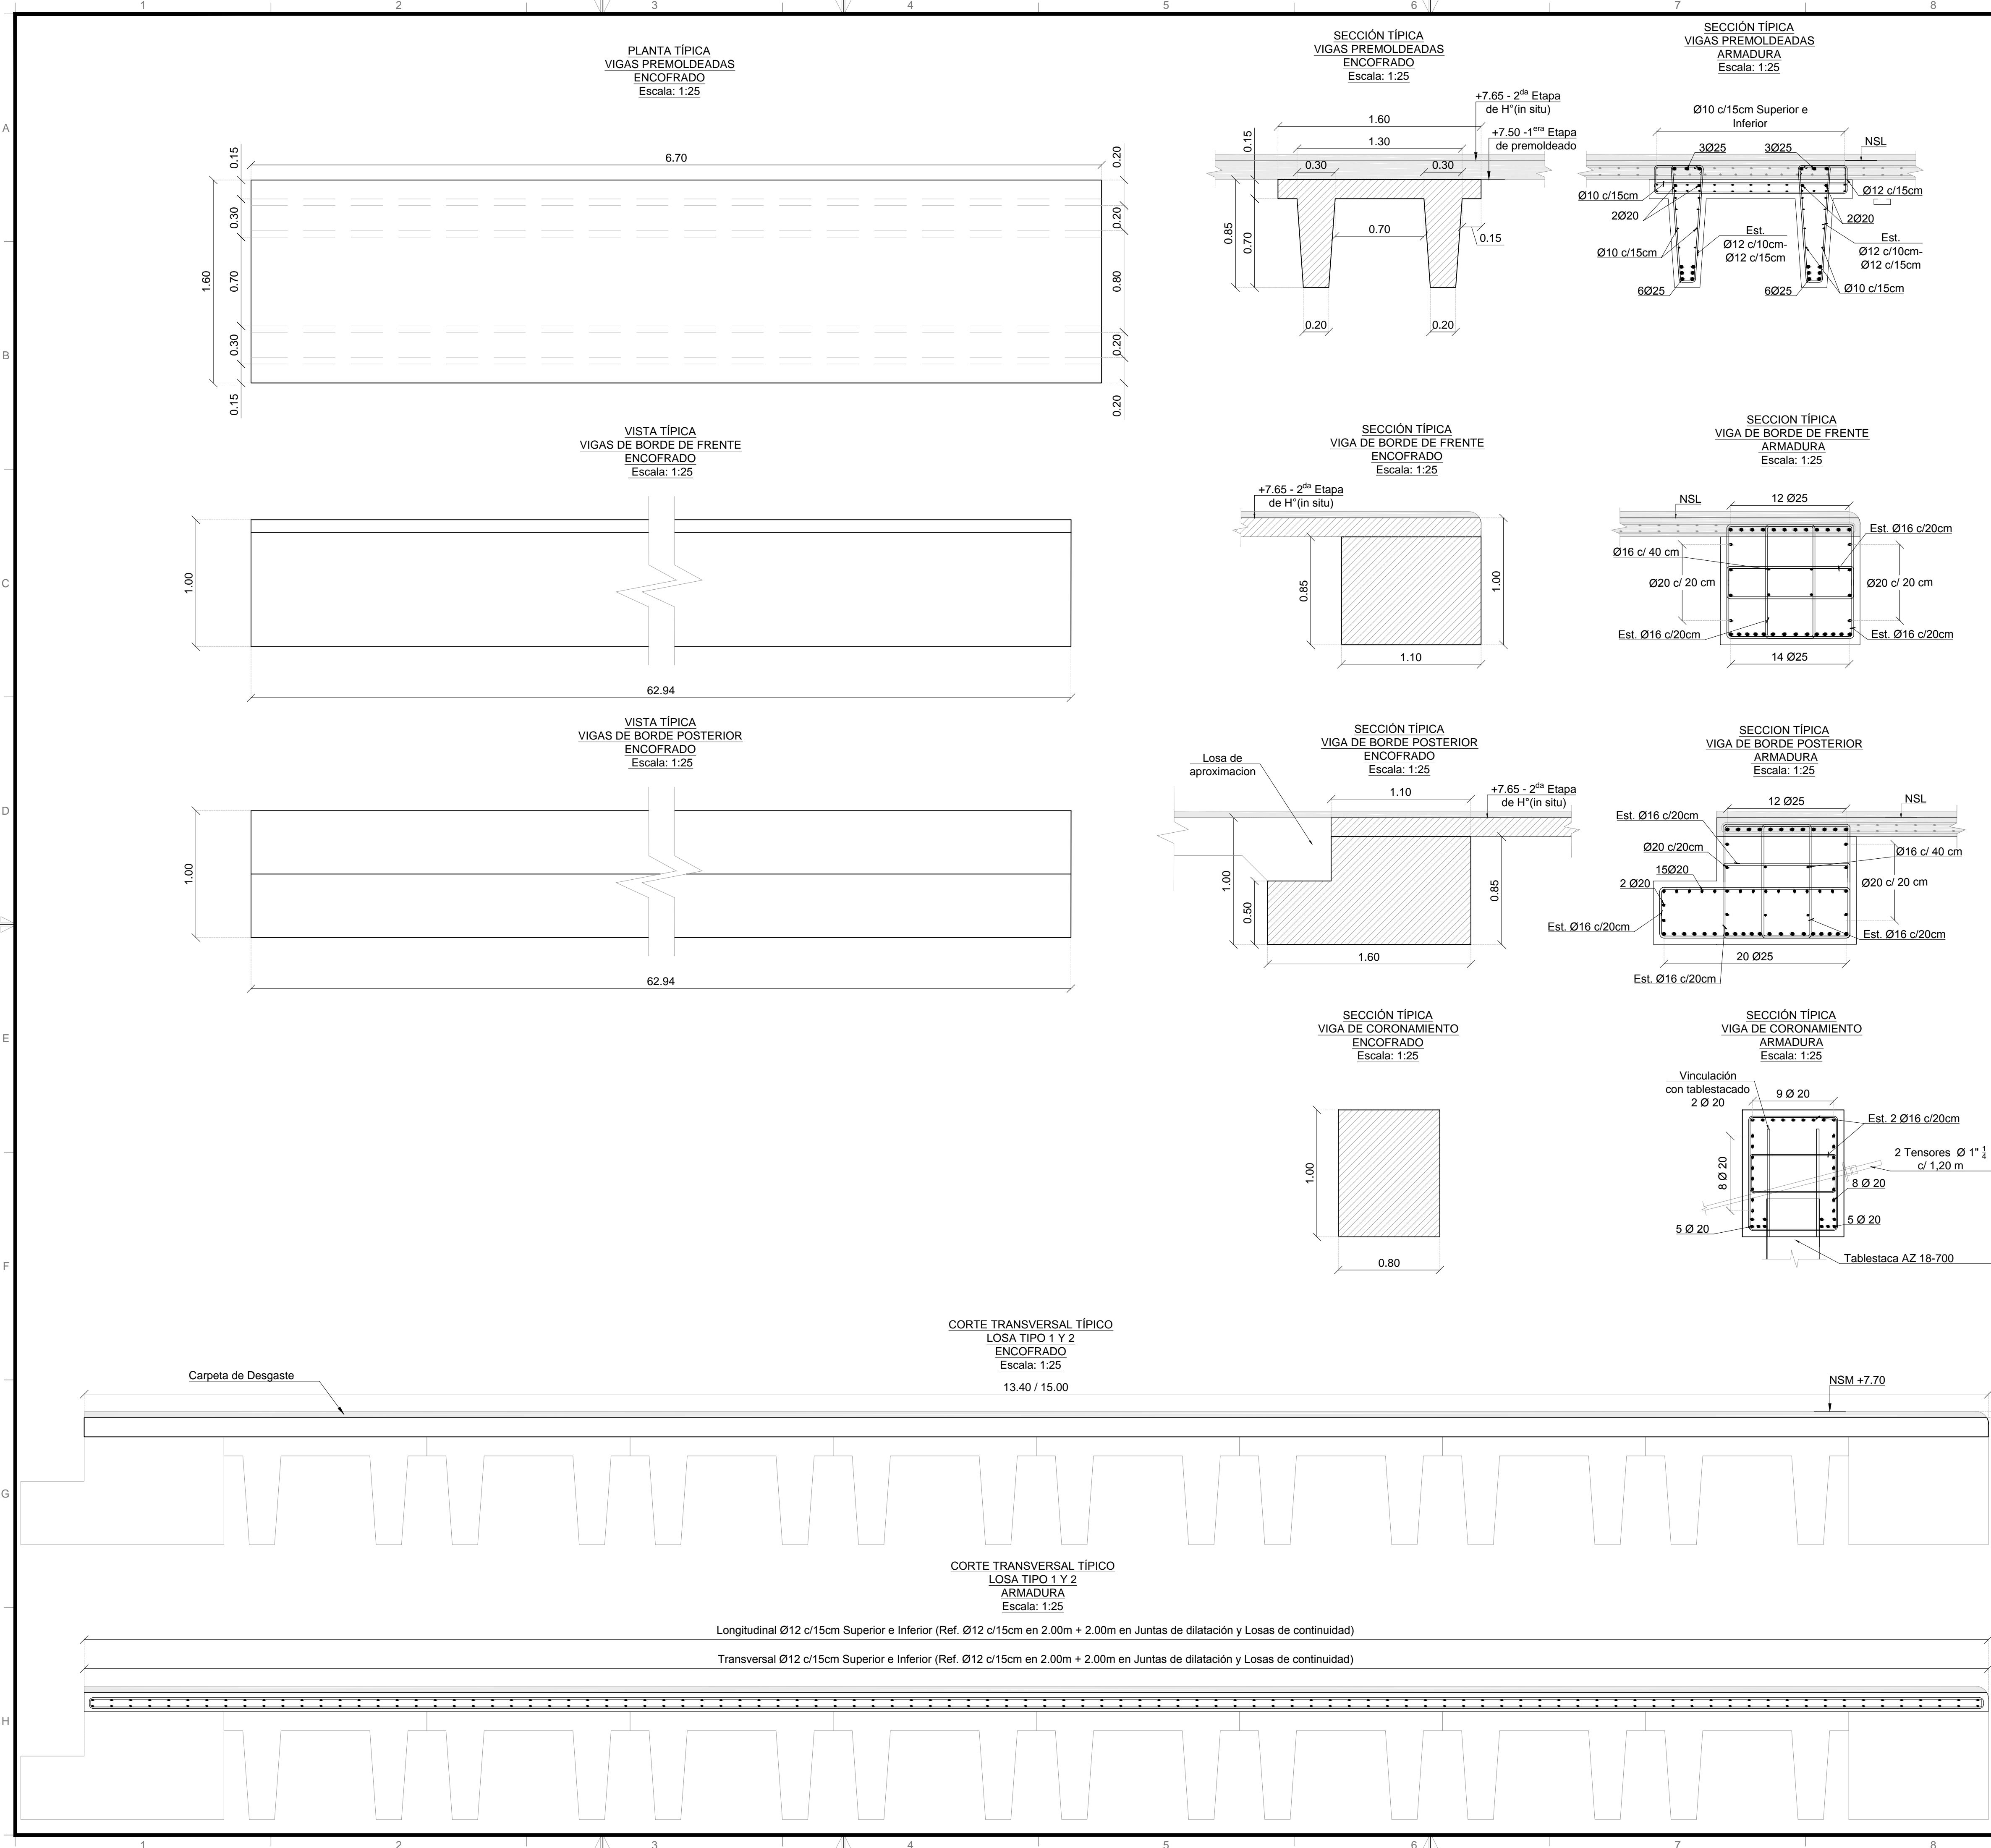 1 2 3 4 5 6 7 8
A
B
C
D
E
F
G
H
PLANTA TÍPICA
VIGAS PREMOLDEADAS
ENCOFRADO
Escala: 1:25
6.70
0.15
0.30
0.70
0.30
0.15
1.60
0.20
0.20
0.80
0.20
0.20
SECCIÓN TÍPICA
VIGAS PREMOLDEADAS
ENCOFRADO
Escala: 1:25
+7.65 - 2da Etapa
de H°(in situ)
+7.50 -1era Etapa
de premoldeado
1.60
1.30
0.30
0.30
0.15
0.85
0.70
0.70
0.15
0.20
0.20
SECCIÓN TÍPICA
VIGAS PREMOLDEADAS
ARMADURA
Escala: 1:25
Ø10 c/15cm Superior e
Inferior
NSL
3Ø25
3Ø25
Ø10 c/15cm
Ø12 c/15cm
2Ø20
2Ø20
Est.
Ø12 c/10cm-
Ø12 c/15cm
Est.
Ø12 c/10cm-
Ø12 c/15cm
Ø10 c/15cm
Ø10 c/15cm
6Ø25
6Ø25
VISTA TÍPICA
VIGAS DE BORDE DE FRENTE
ENCOFRADO
Escala: 1:25
1.00
62.94
SECCIÓN TÍPICA
VIGA DE BORDE DE FRENTE
ENCOFRADO
Escala: 1:25
+7.65 - 2da Etapa
de H°(in situ)
0.85
1.00
1.10
SECCION TÍPICA
VIGA DE BORDE DE FRENTE
ARMADURA
Escala: 1:25
NSL
12 Ø25
Est. Ø16 c/20cm
Ø16 c/ 40 cm
Ø20 c/ 20 cm
Ø20 c/ 20 cm
Est. Ø16 c/20cm
Est. Ø16 c/20cm
14 Ø25
VISTA TÍPICA
VIGAS DE BORDE POSTERIOR
ENCOFRADO
Escala: 1:25
1.00
62.94
SECCIÓN TÍPICA
VIGA DE BORDE POSTERIOR
ENCOFRADO
Escala: 1:25
Losa de
aproximacion
1.10
+7.65 - 2da Etapa
de H°(in situ)
1.00
0.50
0.85
1.60
SECCION TÍPICA
VIGA DE BORDE POSTERIOR
ARMADURA
Escala: 1:25
12 Ø25
NSL
Est. Ø16 c/20cm
Ø20 c/20cm
Ø16 c/ 40 cm
15Ø20
2 Ø20
Ø20 c/ 20 cm
Est. Ø16 c/20cm
Est. Ø16 c/20cm
20 Ø25
Est. Ø16 c/20cm
SECCIÓN TÍPICA
VIGA DE CORONAMIENTO
ENCOFRADO
Escala: 1:25
1.00
0.80
SECCIÓN TÍPICA
VIGA DE CORONAMIENTO
ARMADURA
Escala: 1:25
Vinculación
con tablestacado
2 Ø 20
9 Ø 20
Est. 2 Ø16 c/20cm
2 Tensores Ø 1" 1/4
c/ 1,20 m
8 Ø 20
8 Ø 20
5 Ø 20
5 Ø 20
Tablestaca AZ 18-700
CORTE TRANSVERSAL TÍPICO
LOSA TIPO 1 Y 2
ENCOFRADO
Escala: 1:25
Carpeta de Desgaste
13.40 / 15.00
NSM +7.70
CORTE TRANSVERSAL TÍPICO
LOSA TIPO 1 Y 2
ARMADURA
Escala: 1:25
Longitudinal Ø12 c/15cm Superior e Inferior (Ref. Ø12 c/15cm en 2.00m + 2.00m en Juntas de dilatación y Losas de continuidad)
Transversal Ø12 c/15cm Superior e Inferior (Ref. Ø12 c/15cm en 2.00m + 2.00m en Juntas de dilatación y Losas de continuidad)
1 2 3 4 5 6 7 8